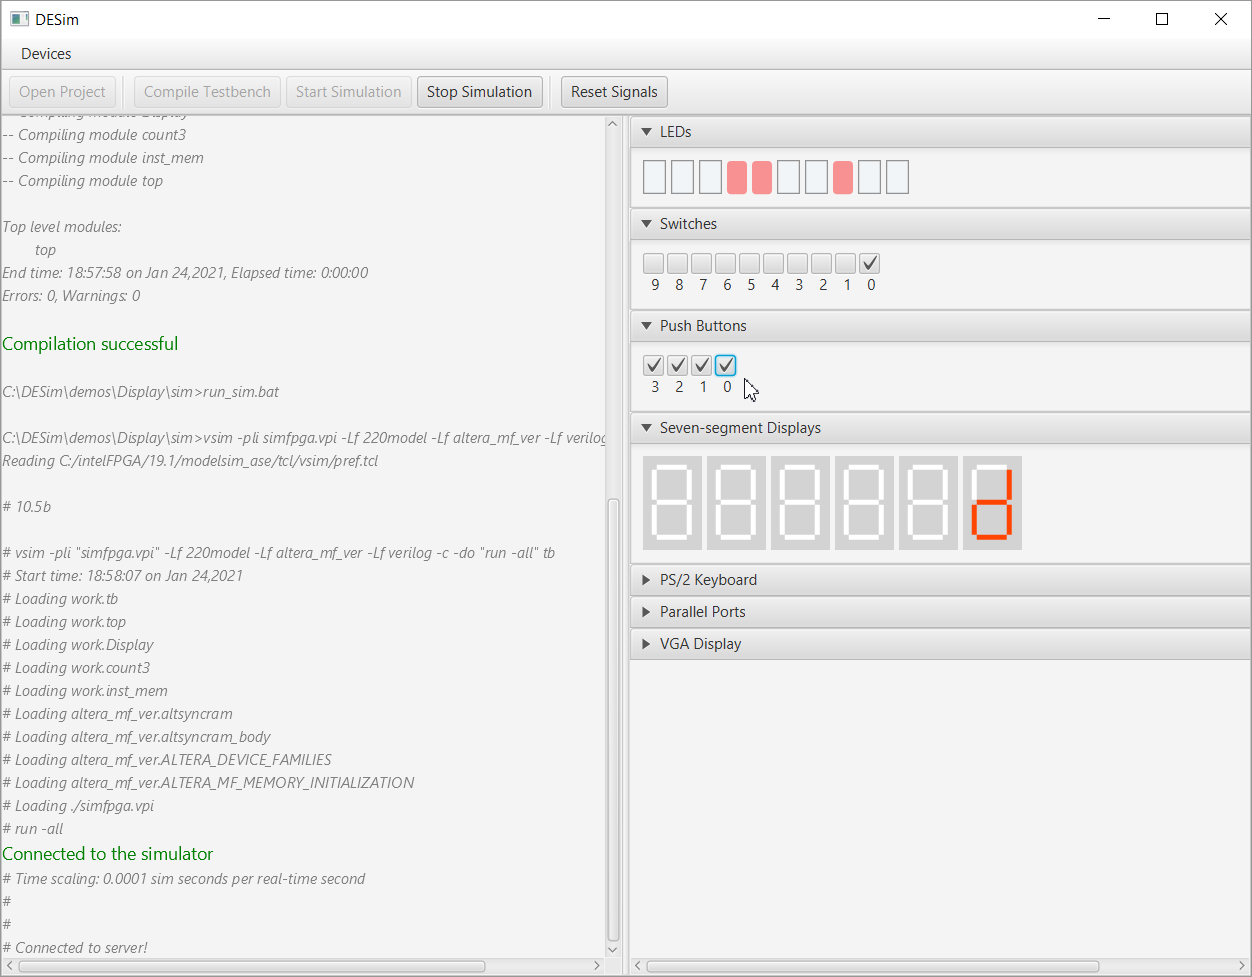 DESim
Devices
Open Project
Compile Testbench
Start Simulation
Stop Simulation
Reset Signals
-- Compiling module Display
-- Compiling module count3
-- Compiling module inst_mem
-- Compiling module top
Top level modules:
top
End time: 18:57:58 on Jan 24,2021, Elapsed time: 0:00:00
Errors: 0, Warnings: 0
Compilation successful
C:\DESim\demos\Display\sim>run_sim.bat
C:\DESim\demos\Display\sim>vsim -pli simfpga.vpi -Lf 220model -Lf altera_mf_ver -Lf verilog
Reading C:/intelFPGA/19.1/modelsim_ase/tcl/vsim/pref.tcl
# 10.5b
# vsim -pli "simfpga.vpi" -Lf 220model -Lf altera_mf_ver -Lf verilog -c -do "run -all" tb
# Start time: 18:58:07 on Jan 24,2021
# Loading work.tb
# Loading work.top
# Loading work.Display
# Loading work.count3
# Loading work.inst_mem
# Loading altera_mf_ver.altsyncram
# Loading altera_mf_ver.altsyncram_body
# Loading altera_mf_ver.ALTERA_DEVICE_FAMILIES
# Loading altera_mf_ver.ALTERA_MF_MEMORY_INITIALIZATION
# Loading ./simfpga.vpi
# run -all
Connected to the simulator
# Time scaling: 0.0001 sim seconds per real-time second
#
#
# Connected to server!
LEDs
Switches
9 8 7 6 5 4 3 2 1 0
Push Buttons
3 2 1 0
Seven-segment Displays
d
PS/2 Keyboard
Parallel Ports
VGA Display